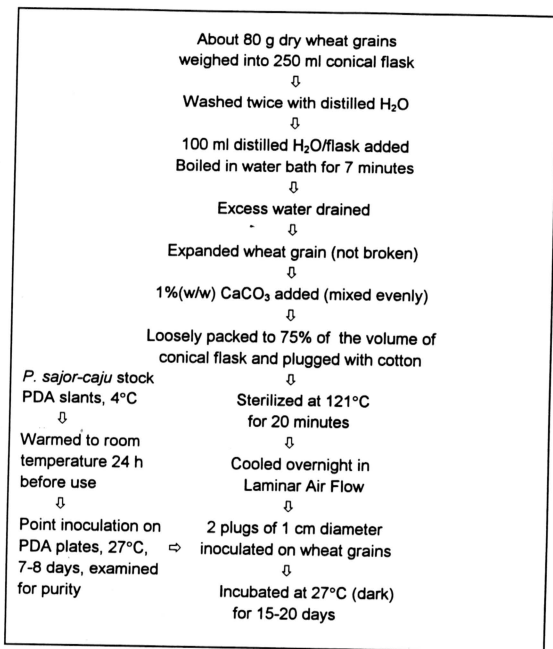 About 80 g dry wheat grains
weighed into 250 ml conical flask
⇩
Washed twice with distilled H₂O
⇩
100 ml distilled H₂O/flask added
Boiled in water bath for 7 minutes
⇩
Excess water drained
⇩
Expanded wheat grain (not broken)
⇩
1%(w/w) CaCO₃ added (mixed evenly)
⇩
Loosely packed to 75% of the volume of
conical flask and plugged with cotton
⇩
Sterilized at 121°C
for 20 minutes
⇩
Cooled overnight in
Laminar Air Flow
⇩
P. sajor-caju stock
PDA slants, 4°C
⇩
Warmed to room
temperature 24 h
before use
⇩
Point inoculation on
PDA plates, 27°C,
7-8 days, examined
for purity
⇨
2 plugs of 1 cm diameter
inoculated on wheat grains
⇩
Incubated at 27°C (dark)
for 15-20 days